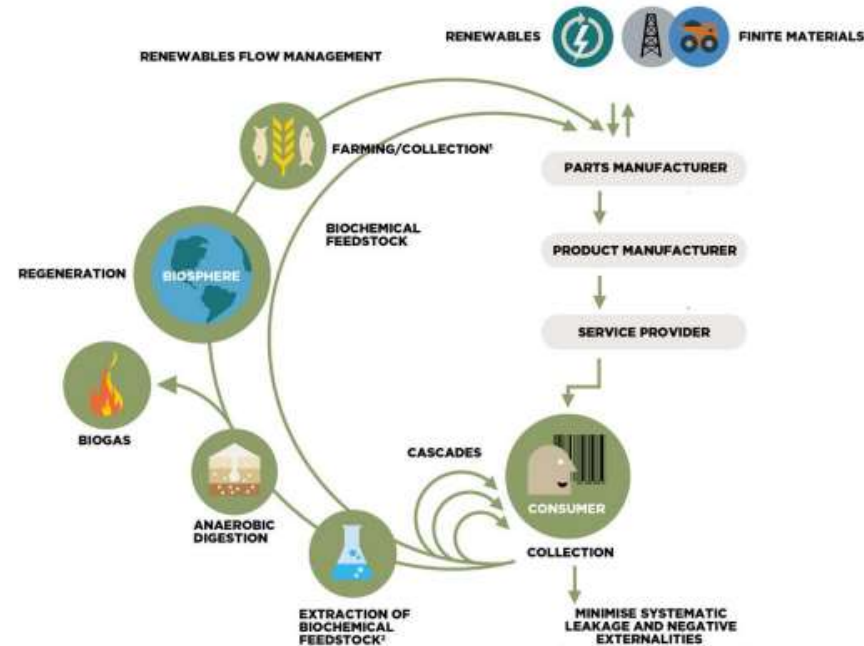 RENEWABLES
FINITE MATERIALS
RENEWABLES FLOW MANAGEMENT
FARMING/COLLECTION¹
PARTS MANUFACTURER
BIOCHEMICAL
FEEDSTOCK
PRODUCT MANUFACTURER
REGENERATION
BIOSPHERE
SERVICE PROVIDER
BIOGAS
CASCADES
CONSUMER
ANAEROBIC
DIGESTION
COLLECTION
EXTRACTION OF
BIOCHEMICAL
FEEDSTOCK²
MINIMISE SYSTEMATIC
LEAKAGE AND NEGATIVE
EXTERNALITIES